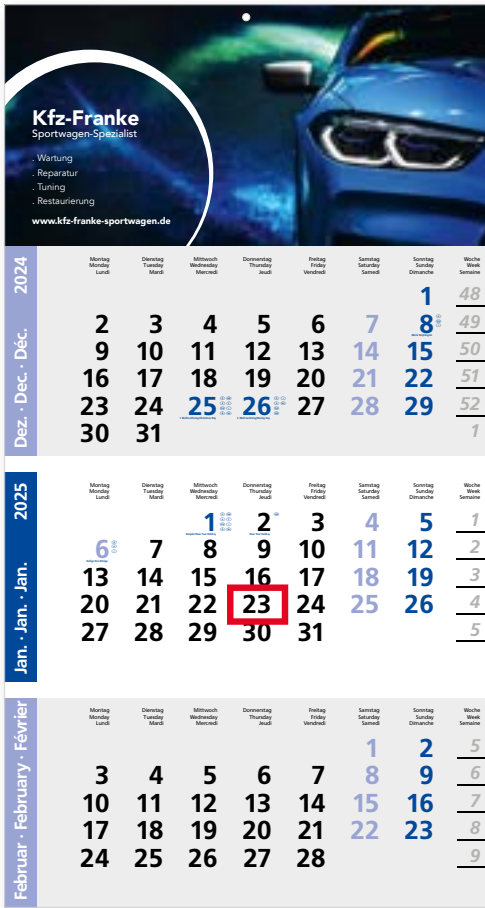 Kfz-Franke
Sportwagen-Spezialist
. Wartung
. Reparatur
. Tuning
. Restaurierung
www.kfz-franke-sportwagen.de
Dez. · Dec. · Déc. 2024
Montag Dienstag Mittwoch Donnerstag Freitag Samstag Sonntag Woche
Monday Tuesday Wednesday Thursday Friday Saturday Sunday Week
Lundi Mardi Mercredi Jeudi Vendredi Samedi Dimanche Semaine
1 48
2 3 4 5 6 7 8 49
9 10 11 12 13 14 15 50
16 17 18 19 20 21 22 51
23 24 25 26 27 28 29 52
30 31 1
Jan. · Jan. · Jan. 2025
Montag Dienstag Mittwoch Donnerstag Freitag Samstag Sonntag Woche
Monday Tuesday Wednesday Thursday Friday Saturday Sunday Week
Lundi Mardi Mercredi Jeudi Vendredi Samedi Dimanche Semaine
1 2 3 4 5 1
6 7 8 9 10 11 12 2
13 14 15 16 17 18 19 3
20 21 22 23 24 25 26 4
27 28 29 30 31 5
Februar · February · Février
Montag Dienstag Mittwoch Donnerstag Freitag Samstag Sonntag Woche
Monday Tuesday Wednesday Thursday Friday Saturday Sunday Week
Lundi Mardi Mercredi Jeudi Vendredi Samedi Dimanche Semaine
1 2 5
3 4 5 6 7 8 9 6
10 11 12 13 14 15 16 7
17 18 19 20 21 22 23 8
24 25 26 27 28 9